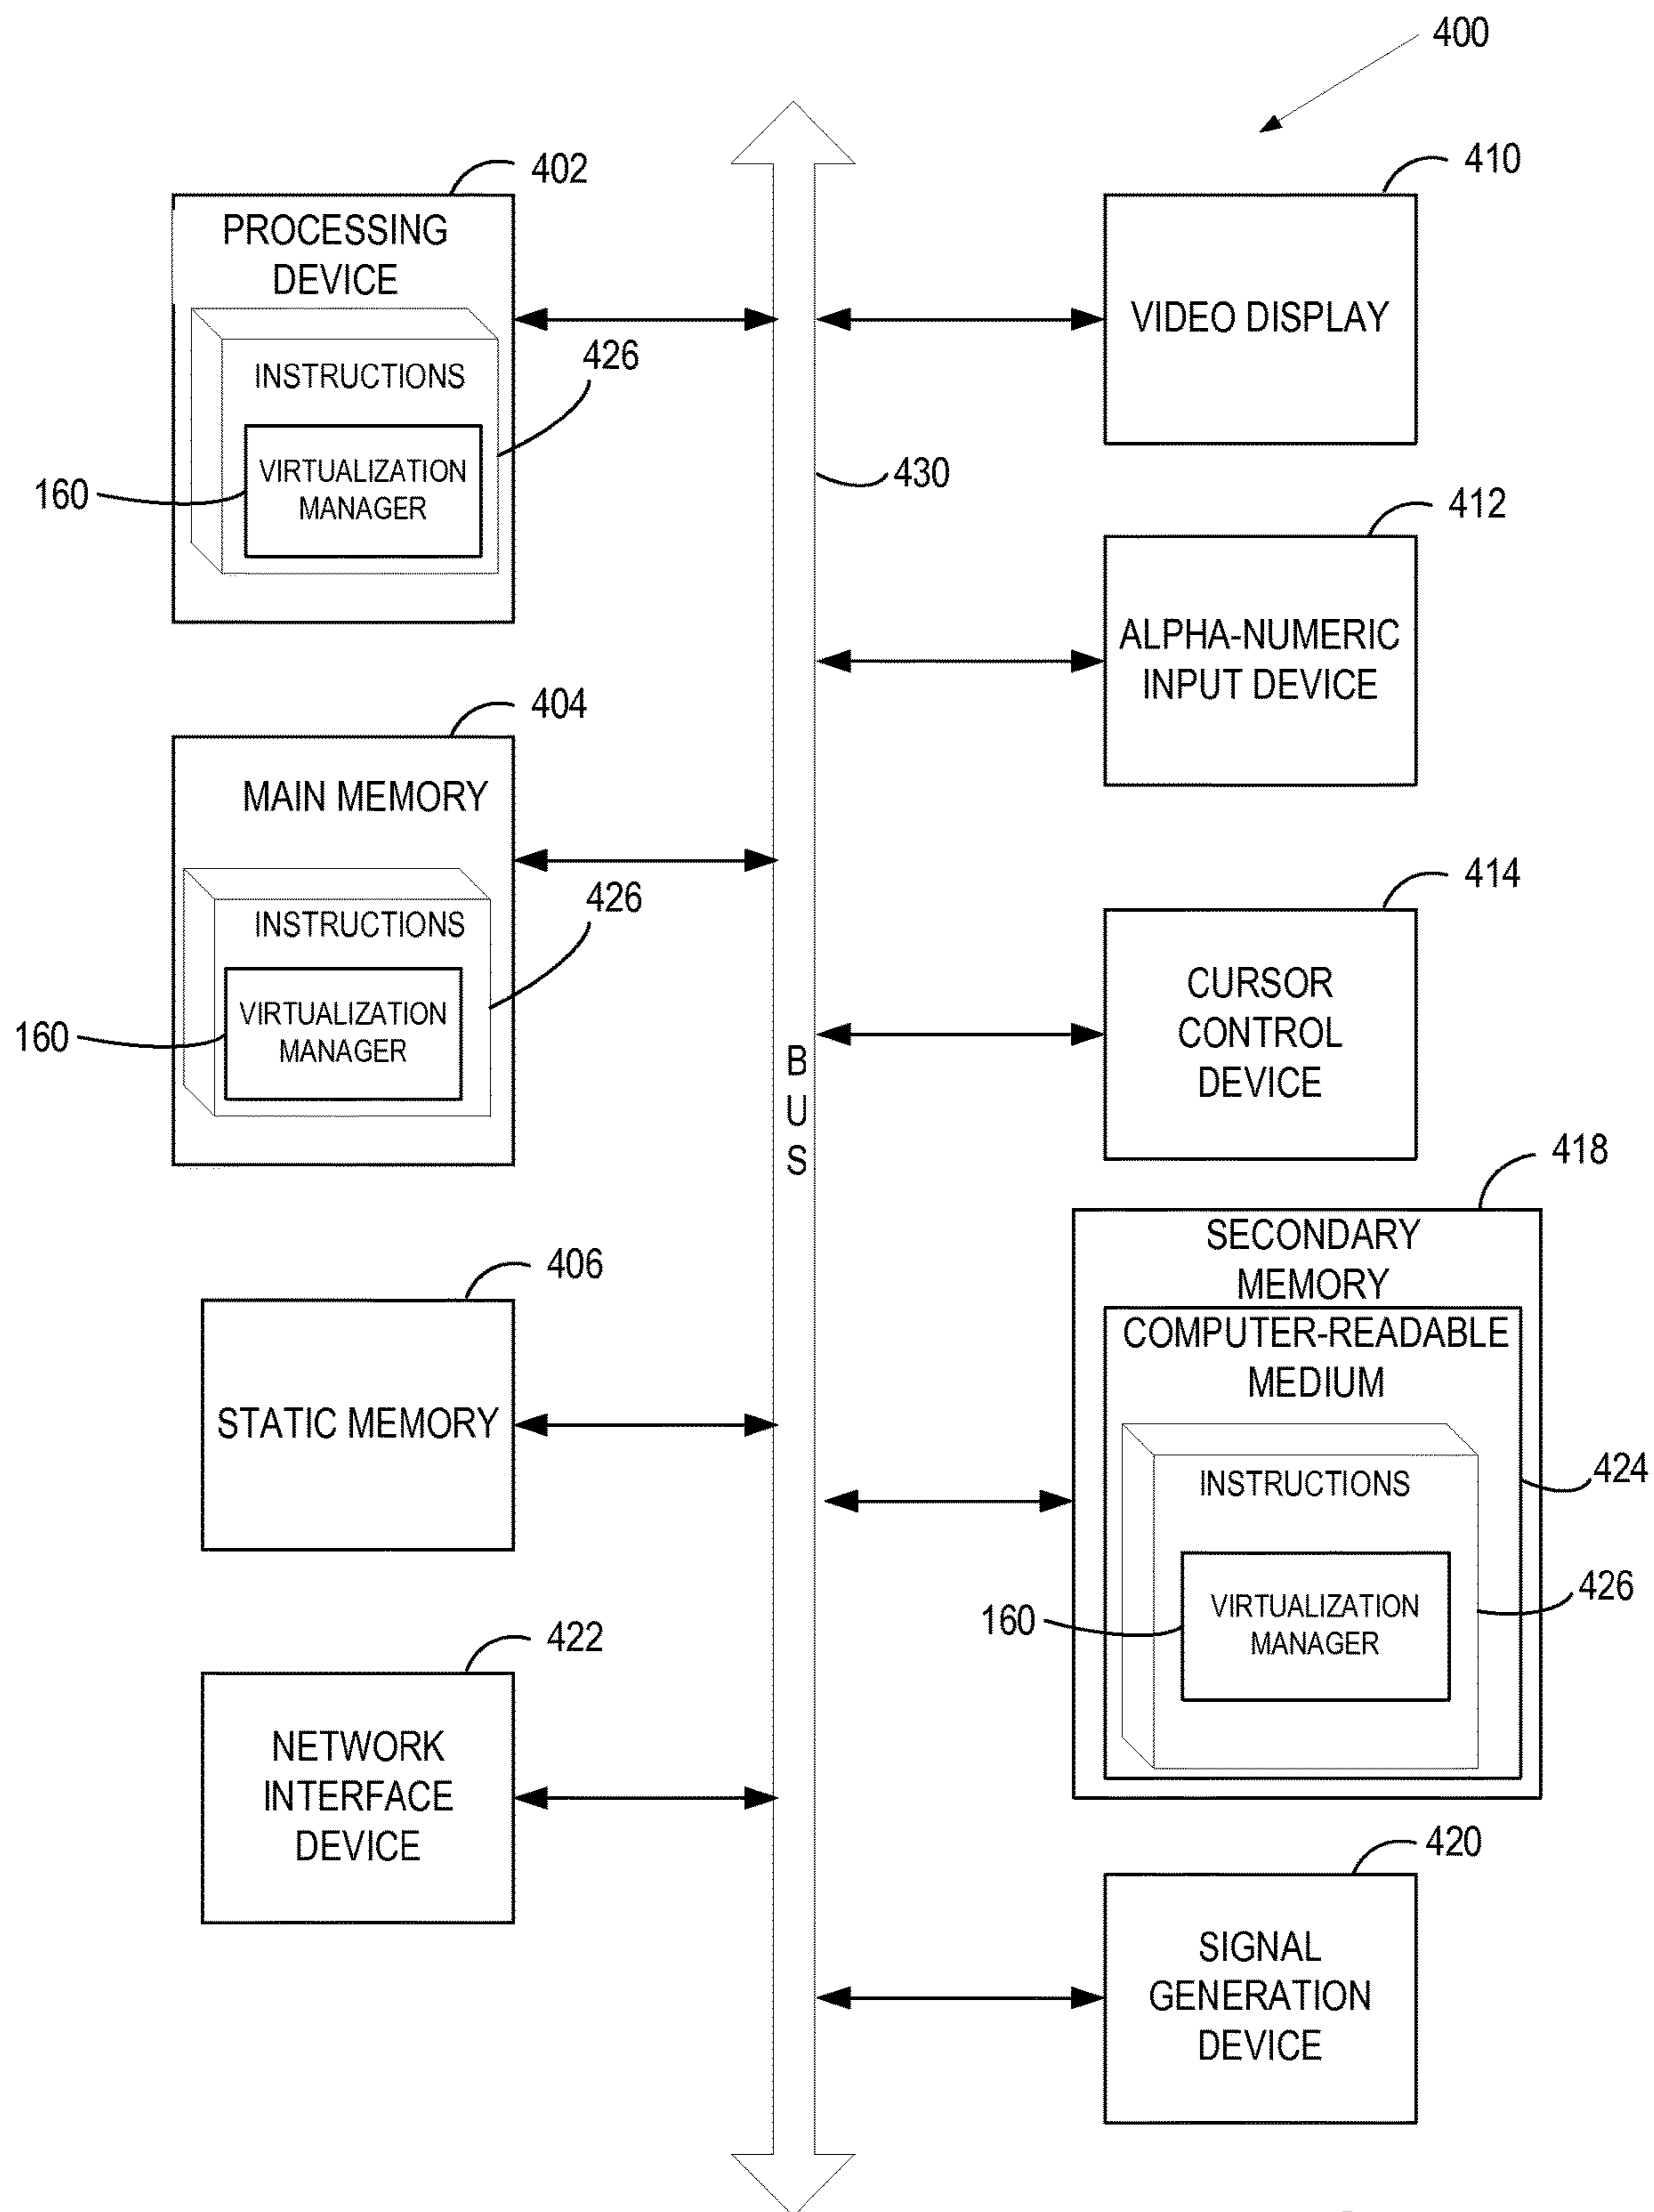 400
402
PROCESSING
DEVICE
INSTRUCTIONS
426
VIRTUALIZATION
MANAGER
160
404
MAIN MEMORY
INSTRUCTIONS
426
VIRTUALIZATION
MANAGER
160
406
STATIC MEMORY
422
NETWORK
INTERFACE
DEVICE
430
B
U
S
410
VIDEO DISPLAY
412
ALPHA-NUMERIC
INPUT DEVICE
414
CURSOR
CONTROL
DEVICE
418
SECONDARY
MEMORY
COMPUTER-READABLE
MEDIUM
424
INSTRUCTIONS
426
VIRTUALIZATION
MANAGER
160
420
SIGNAL
GENERATION
DEVICE